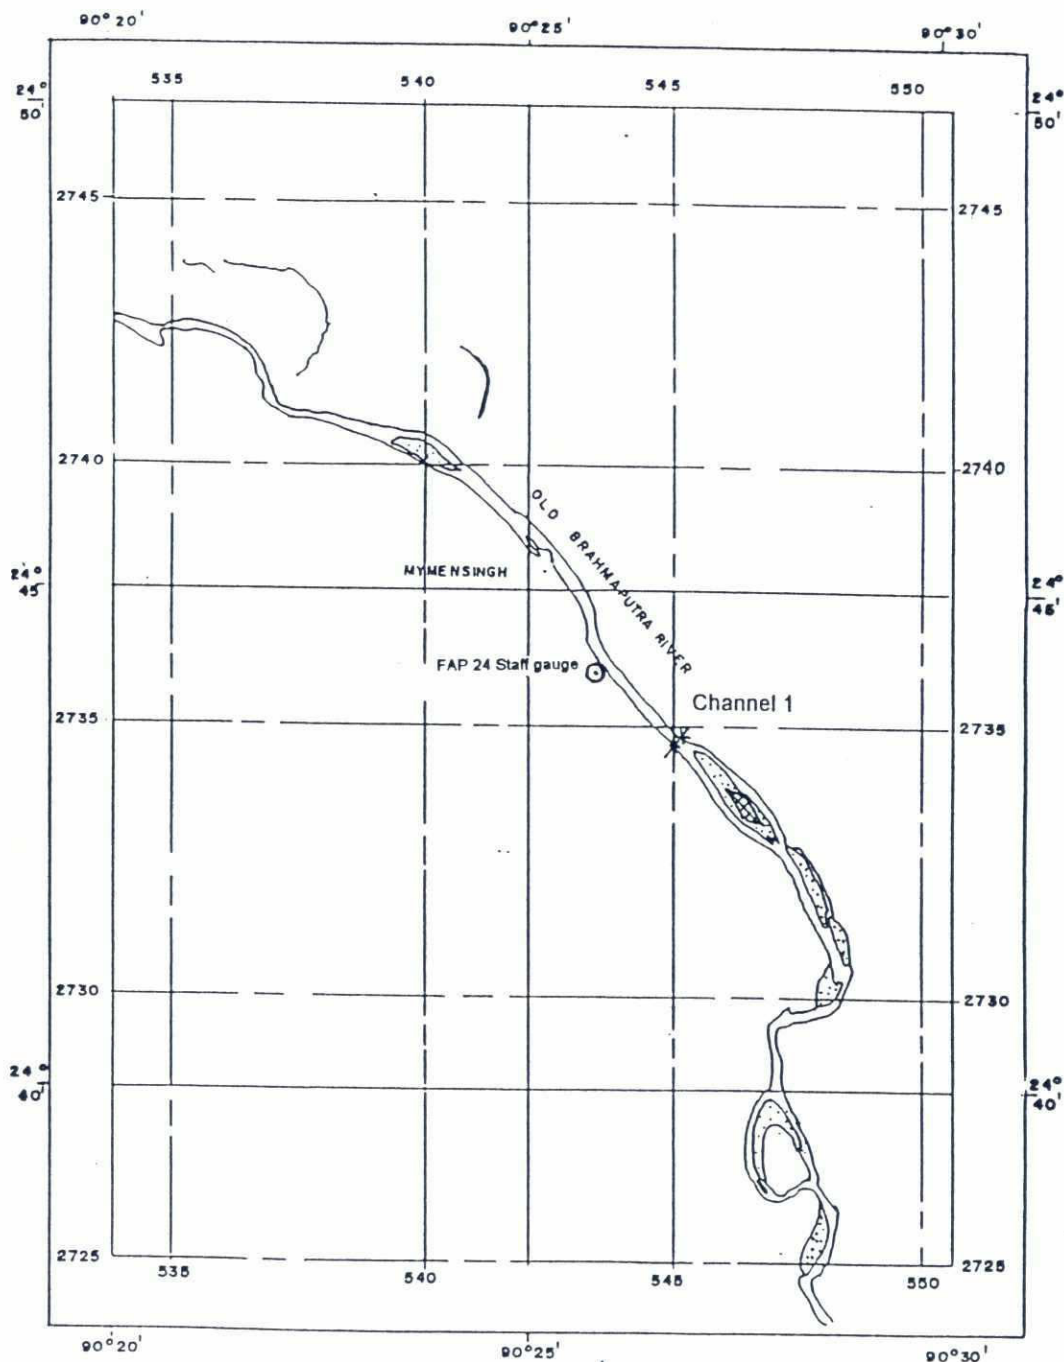 90°20' 90°25' 90°30'
535 540 545 550
24° 50' 24° 50'
2745 2745
2740 2740
OLD BRAHMAPUTRA RIVER
24° 45' MYMENSINGH 24° 45'
FAP 24 Staff gauge
Channel 1
2735 2735
2730 2730
24° 40' 24° 40'
2725 2725
535 540 545 550
90°20' 90°25' 90°30'